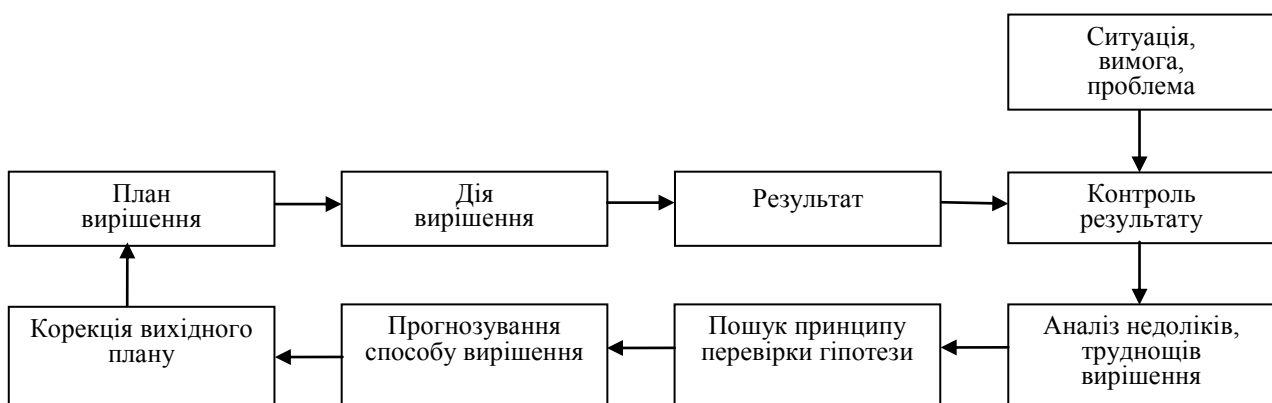 Ситуація,
вимога,
проблема
План
вирішення
Дія
вирішення
Результат
Контроль
результату
Корекція вихідного
плану
Прогнозування
способу вирішення
Пошук принципу
перевірки гіпотези
Аналіз недоліків,
труднощів
вирішення